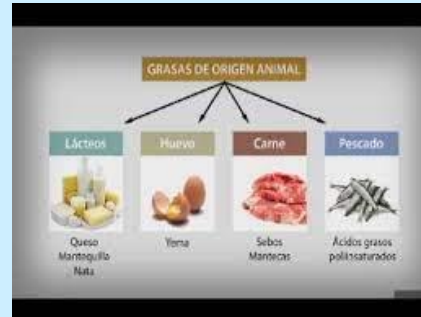 GRASAS DE ORIGEN ANIMAL
Lácteos
Huevo
Carne
Pescado
Queso
Mantequilla
Nata
Yema
Sebos
Mantecas
Ácidos grasos
poliinsaturados